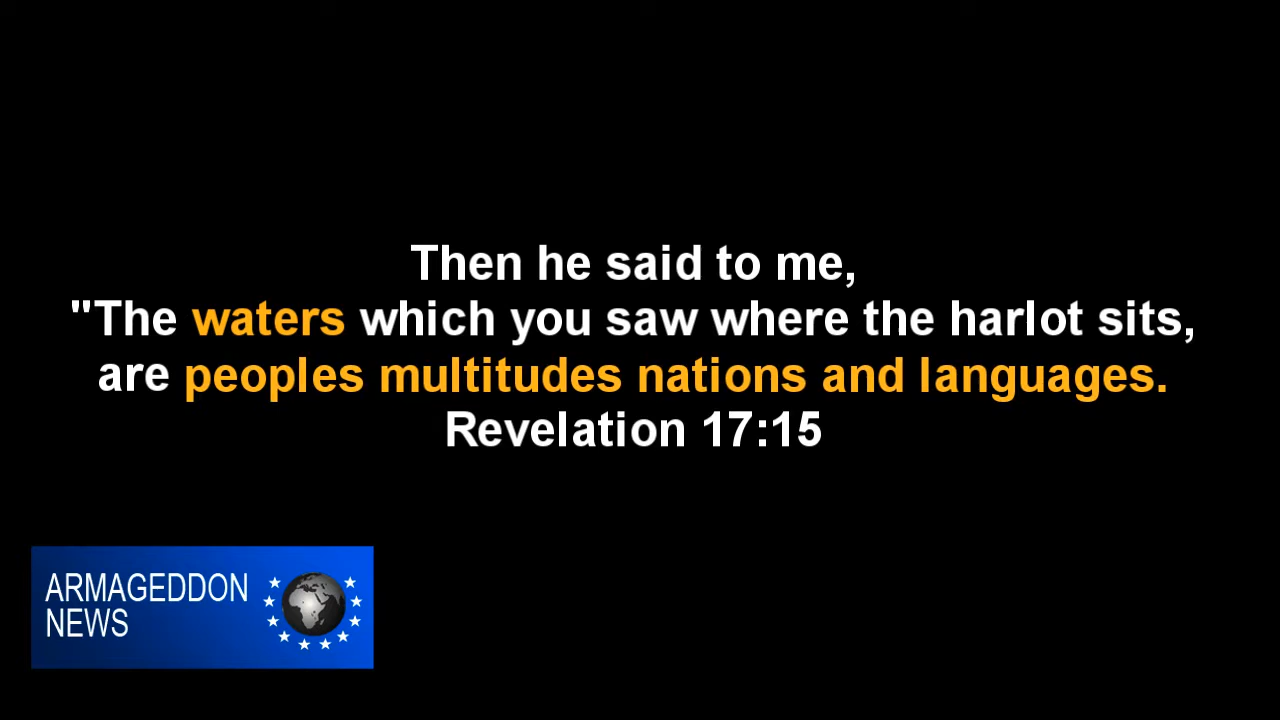 Then he said to me,
"The waters which you saw where the harlot sits,
are peoples multitudes nations and languages.
Revelation 17:15
ARMAGEDDON
NEWS